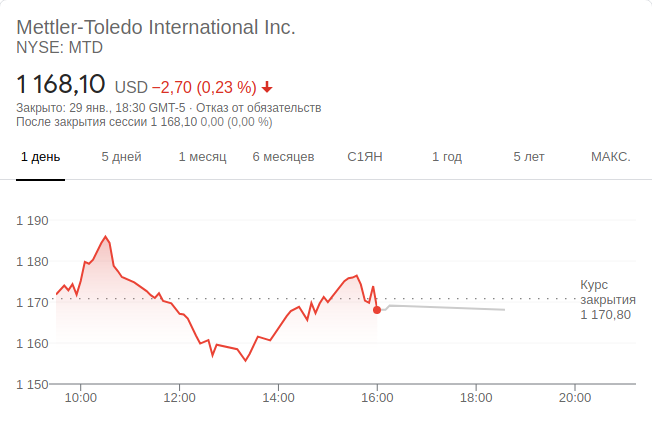 Mettler-Toledo International Inc.
NYSE: MTD
1 168,10 USD −2,70 (0,23 %)
Закрыто: 29 янв., 18:30 GMT-5 · Отказ от обязательств
После закрытия сессии 1 168,10 0,00 (0,00 %)
1 день 5 дней 1 месяц 6 месяцев С1ЯН 1 год 5 лет МАКС.
1 190
1 180
1 170
1 160
1 150
Курс
закрытия
1 170,80
10:00 12:00 14:00 16:00 18:00 20:00